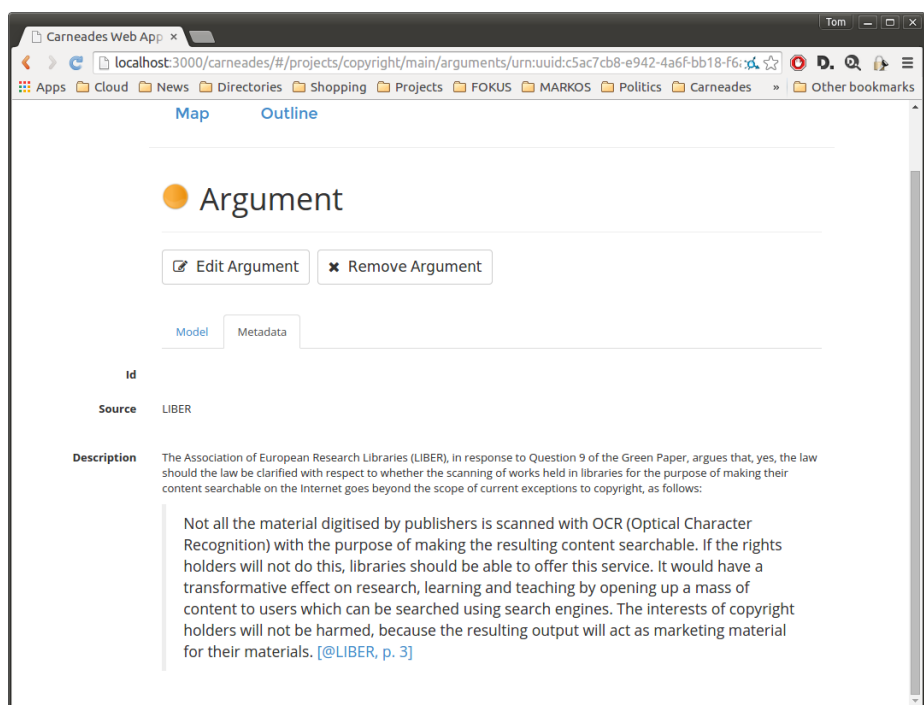 Tom
Carneades Web App
localhost:3000/carneades/#/projects/copyright/main/arguments/urn:uuid:c5ac7cb8-e942-4a6f-bb18-f6
Apps Cloud News Directories Shopping Projects FOKUS MARKOS Politics Carneades » Other bookmarks
Map Outline
Argument
Edit Argument Remove Argument
Model Metadata
Id
Source LIBER
Description The Association of European Research Libraries (LIBER), in response to Question 9 of the Green Paper, argues that, yes, the law
should the law be clarified with respect to whether the scanning of works held in libraries for the purpose of making their
content searchable on the Internet goes beyond the scope of current exceptions to copyright, as follows:
Not all the material digitised by publishers is scanned with OCR (Optical Character
Recognition) with the purpose of making the resulting content searchable. If the rights
holders will not do this, libraries should be able to offer this service. It would have a
transformative effect on research, learning and teaching by opening up a mass of
content to users which can be searched using search engines. The interests of copyright
holders will not be harmed, because the resulting output will act as marketing material
for their materials. [@LIBER, p. 3]